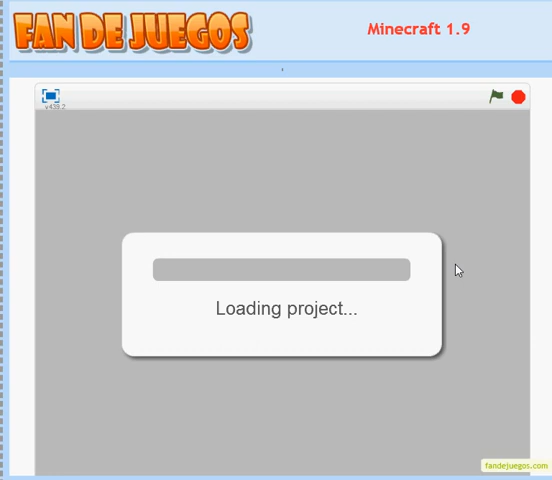 FAN DE JUEGOS
Minecraft 1.9
v439.2
Loading project...
fandejuegos.com